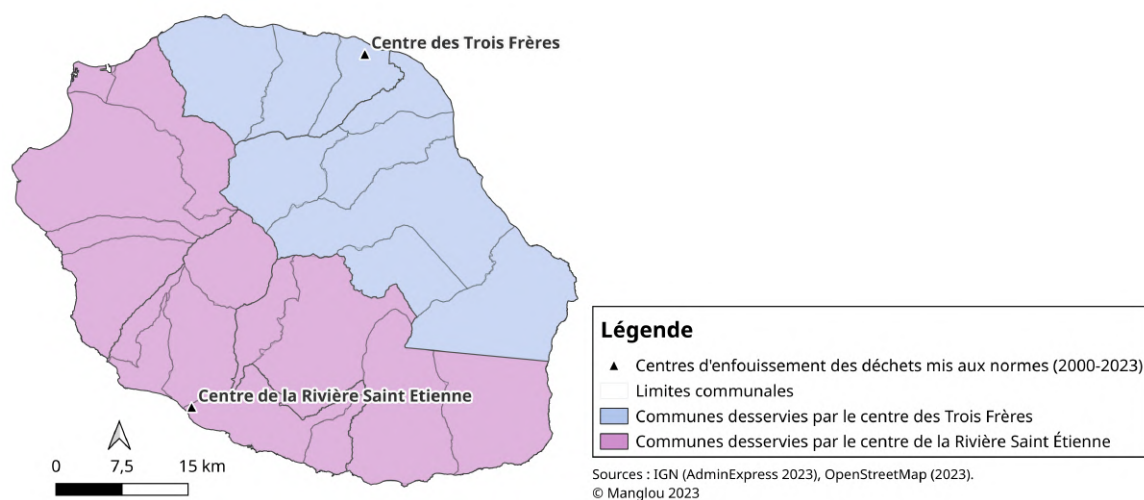 Centre des Trois Frères
Centre de la Rivière Saint Etienne
0 7,5 15 km
Légende
Centres d'enfouissement des déchets mis aux normes (2000-2023)
Limites communales
Communes desservies par le centre des Trois Frères
Communes desservies par le centre de la Rivière Saint Étienne
Sources : IGN (AdminExpress 2023), OpenStreetMap (2023).
© Manglou 2023